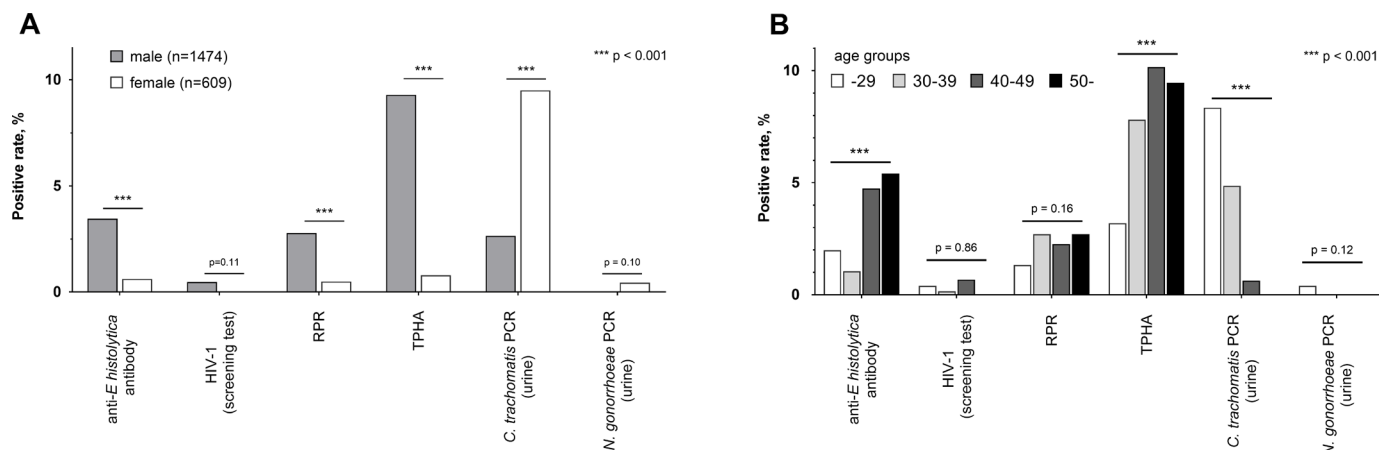 A
male (n=1474)
female (n=609)
*** p < 0.001
Positive rate, %
10
5
0
***
p=0.11
***
***
***
p = 0.10
anti-E histolytica
antibody
HIV-1
(screening test)
RPR
TPHA
C. trachomatis PCR
(urine)
N. gonorrhoeae PCR
(urine)
B
age groups
-29 30-39 40-49 50-
*** p < 0.001
Positive rate, %
10
5
0
***
p = 0.86
p = 0.16
***
***
p = 0.12
anti-E histolytica
antibody
HIV-1
(screening test)
RPR
TPHA
C. trachomatis PCR
(urine)
N. gonorrhoeae PCR
(urine)